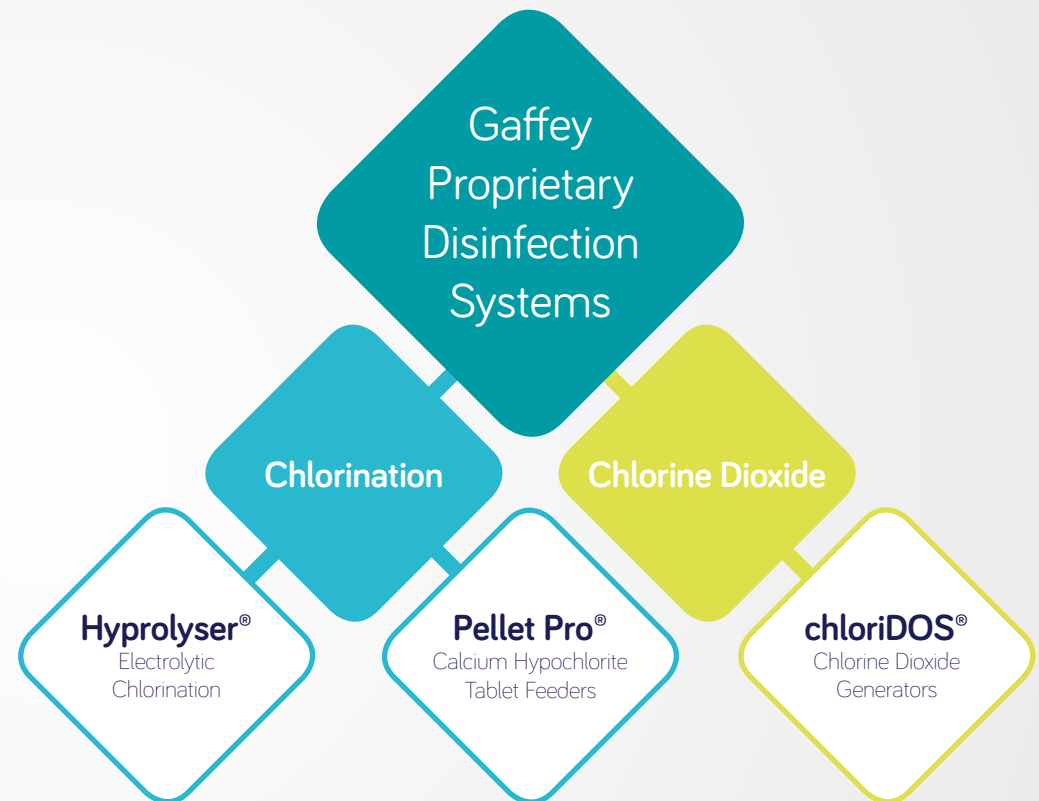 Gaffey
Proprietary
Disinfection
Systems
Chlorination
Chlorine Dioxide
Hyprolyser®
Electrolytic
Chlorination
Pellet Pro®
Calcium Hypochlorite
Tablet Feeders
chloriDOS®
Chlorine Dioxide
Generators